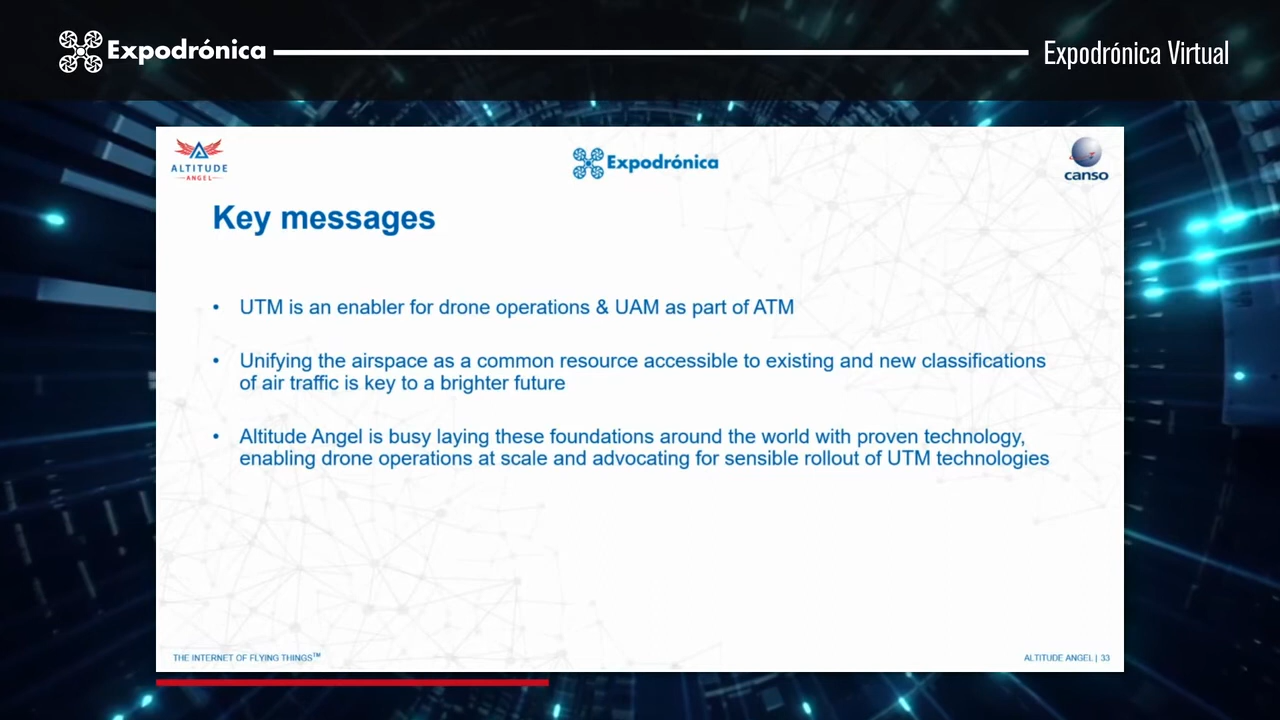 Expodrónica
Expodrónica Virtual
ALTITUDE
ANGEL
Expodrónica
canso
Key messages
• UTM is an enabler for drone operations & UAM as part of ATM
• Unifying the airspace as a common resource accessible to existing and new classifications
of air traffic is key to a brighter future
• Altitude Angel is busy laying these foundations around the world with proven technology,
enabling drone operations at scale and advocating for sensible rollout of UTM technologies
THE INTERNET OF FLYING THINGS™
ALTITUDE ANGEL | 33